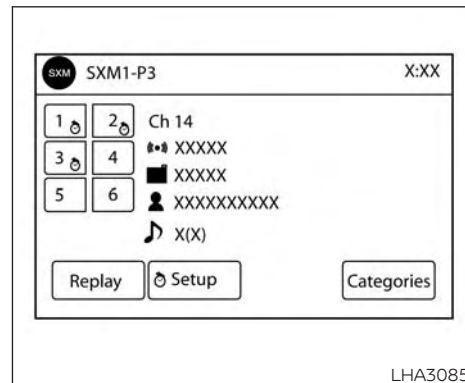 SXM SXM1-P3 X:XX
1 2 Ch 14
XXXXX
3 4
XXXXX
5 6 XXXXXXXXXX
X(X)
Replay Setup Categories
LHA3085